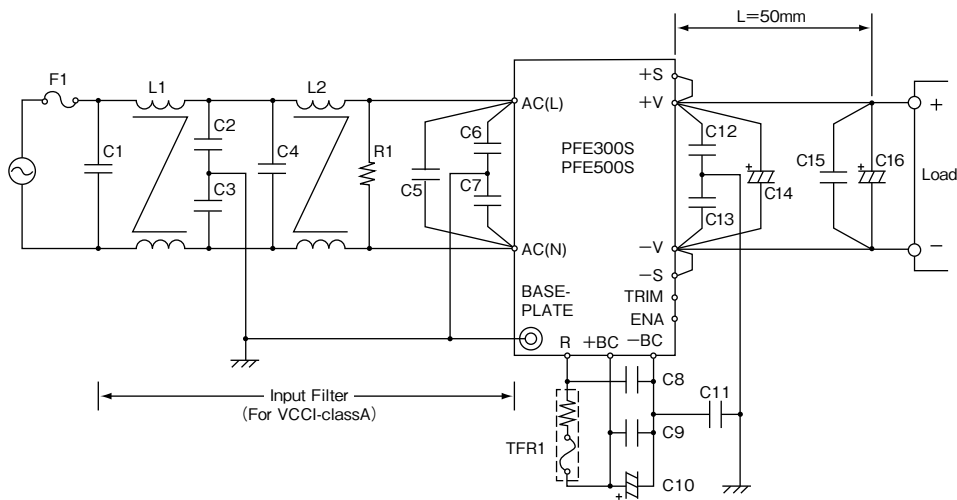 L=50mm
F1
L1
L2
+S
+V
AC(L)
C1
C2
C3
C4
R1
C5
C6
C7
PFE300S
PFE500S
C12
C13
C14
C15
C16
+
Load
−
+
+
AC(N)
−V
−S
BASE-
PLATE
TRIM
ENA
R
+BC
−BC
Input Filter
(For VCCI-classA)
TFR1
C8
C9
C11
C10
+